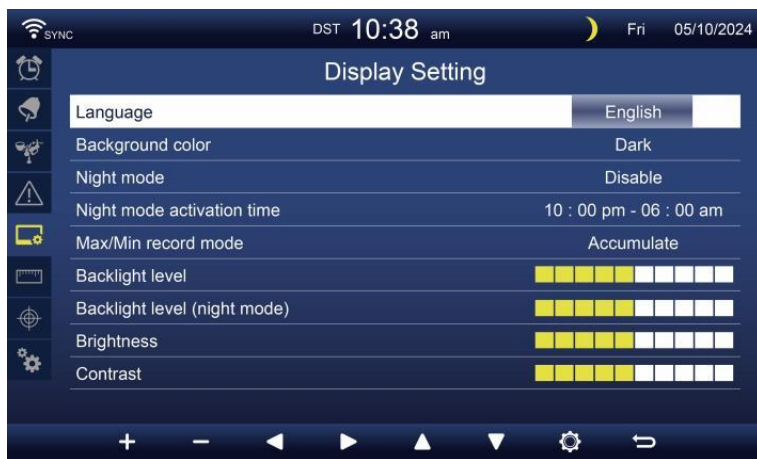 SYNC DST 10:38 am Fri 05/10/2024
Display Setting
Language English
Background color Dark
Night mode Disable
Night mode activation time 10 : 00 pm - 06 : 00 am
Max/Min record mode Accumulate
Backlight level
Backlight level (night mode)
Brightness
Contrast